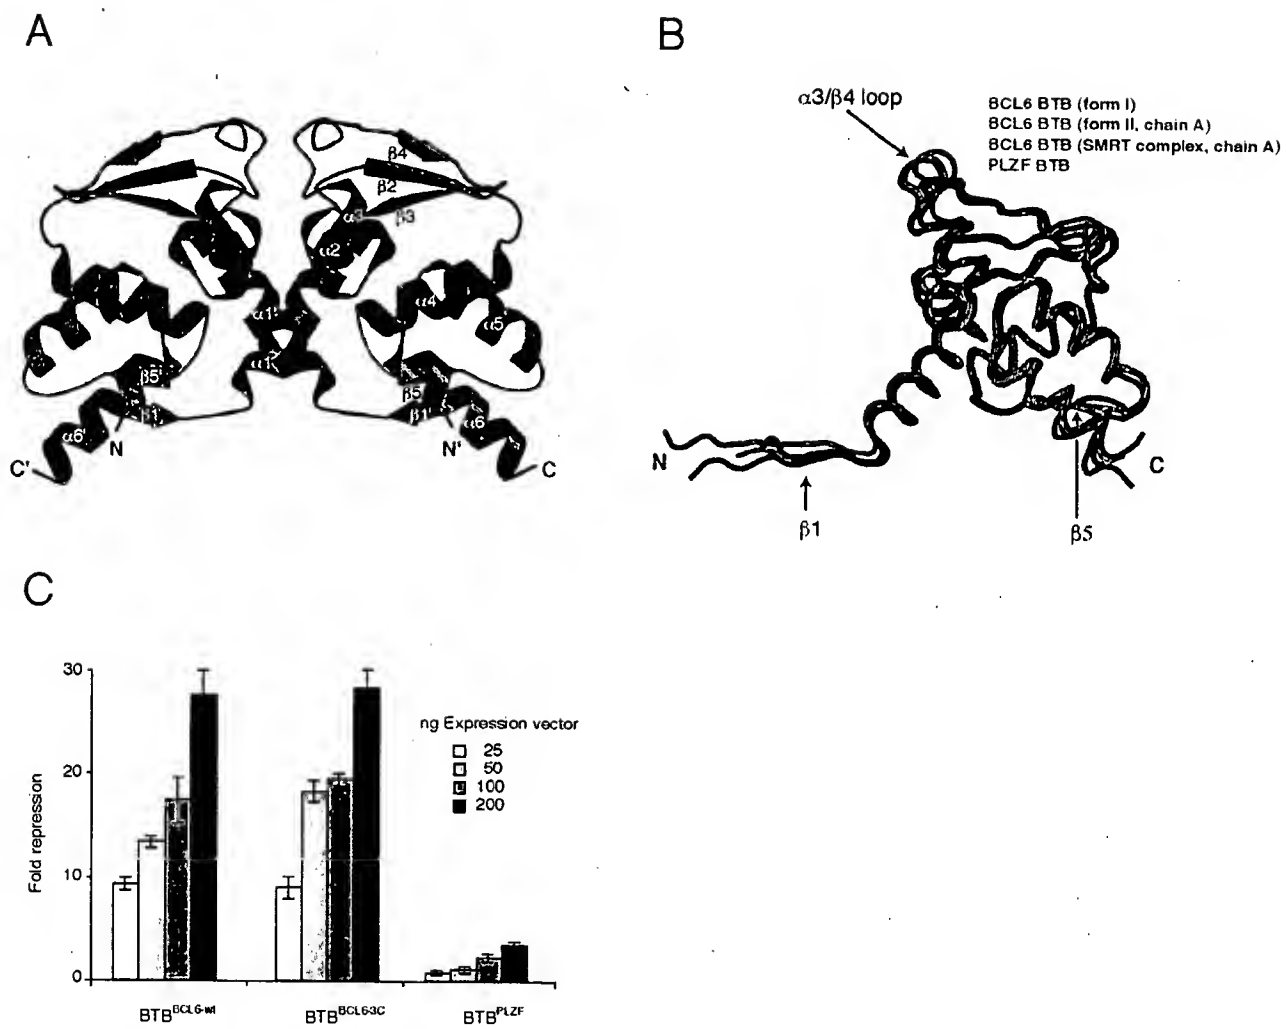 A
β4
β2
α3
β3
α2
α1'
α1
α4
α5
β5'
β5
β1
β1'
α6'
α6
N
N'
C'
C
B
α3/β4 loop
BCL6 BTB (form I)
BCL6 BTB (form II, chain A)
BCL6 BTB (SMRT complex, chain A)
PLZF BTB
N
C
β1
β5
C
30
20
10
0
Fold repression
ng Expression vector
25
50
100
200
BTB^BCL6-wt
BTB^BCL6-3C
BTB^PLZF